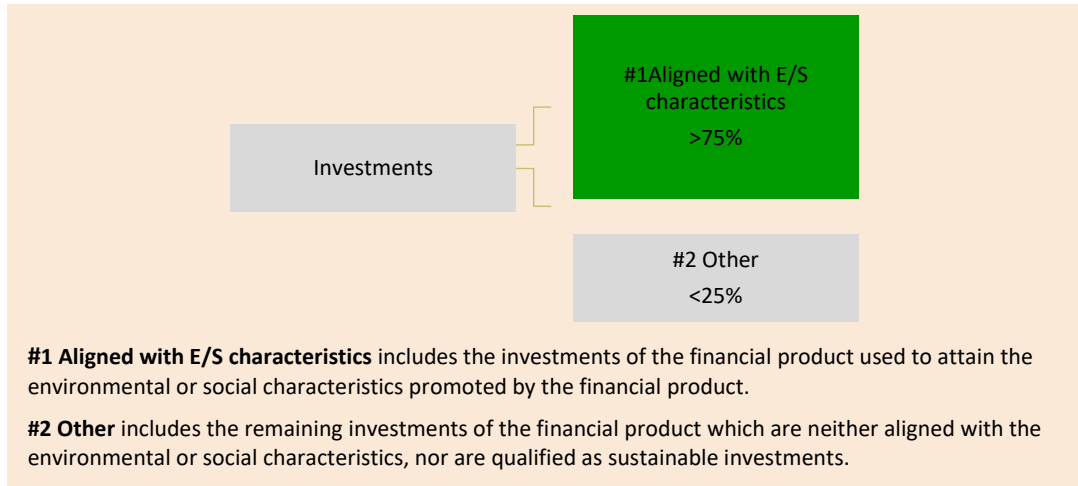 #1Aligned with E/S
characteristics
>75%
Investments
#2 Other
<25%
#1 Aligned with E/S characteristics includes the investments of the financial product used to attain the
environmental or social characteristics promoted by the financial product.
#2 Other includes the remaining investments of the financial product which are neither aligned with the
environmental or social characteristics, nor are qualified as sustainable investments.